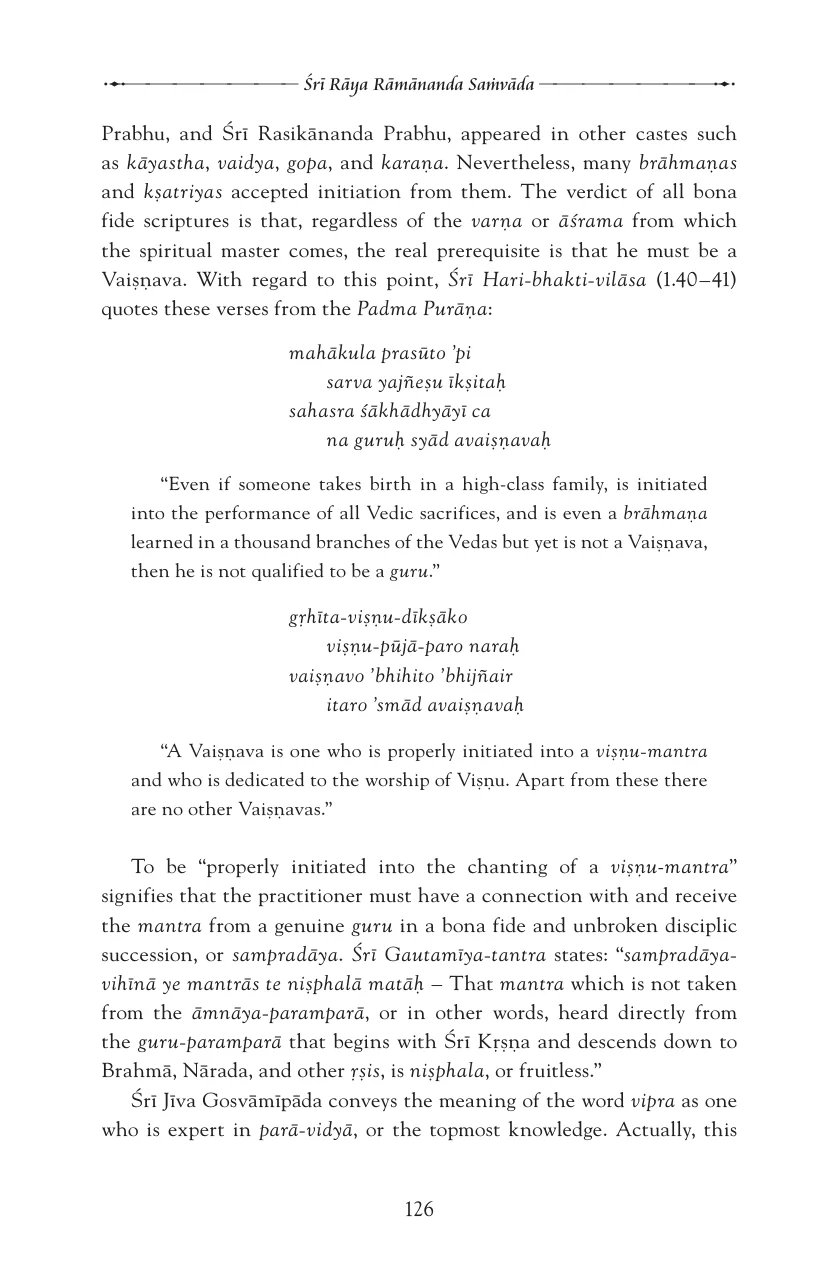 Śrī Rāya Rāmānanda Saṁvāda
Prabhu, and Śrī Rasikānanda Prabhu, appeared in other castes such
as kāyastha, vaidya, gopa, and karaṇa. Nevertheless, many brāhmaṇas
and kṣatriyas accepted initiation from them. The verdict of all bona
fide scriptures is that, regardless of the varṇa or āśrama from which
the spiritual master comes, the real prerequisite is that he must be a
Vaiṣṇava. With regard to this point, Śrī Hari-bhakti-vilāsa (1.40–41)
quotes these verses from the Padma Purāṇa:
mahākula prasūto ’pi
sarva yajñeṣu īkṣitaḥ
sahasra śākhādhyāyī ca
na guruḥ syād avaiṣṇavaḥ
“Even if someone takes birth in a high-class family, is initiated
into the performance of all Vedic sacrifices, and is even a brāhmaṇa
learned in a thousand branches of the Vedas but yet is not a Vaiṣṇava,
then he is not qualified to be a guru.”
gṛhīta-viṣṇu-dīkṣāko
viṣṇu-pūjā-paro naraḥ
vaiṣṇavo ’bhihito ’bhijñair
itaro ’smād avaiṣṇavaḥ
“A Vaiṣṇava is one who is properly initiated into a viṣṇu-mantra
and who is dedicated to the worship of Viṣṇu. Apart from these there
are no other Vaiṣṇavas.”
To be “properly initiated into the chanting of a viṣṇu-mantra”
signifies that the practitioner must have a connection with and receive
the mantra from a genuine guru in a bona fide and unbroken disciplic
succession, or sampradāya. Śrī Gautamīya-tantra states: “sampradāya-
vihīnā ye mantrās te niṣphalā matāḥ – That mantra which is not taken
from the āmnāya-paramparā, or in other words, heard directly from
the guru-paramparā that begins with Śrī Kṛṣṇa and descends down to
Brahmā, Nārada, and other ṛṣis, is niṣphala, or fruitless.”
Śrī Jīva Gosvāmīpāda conveys the meaning of the word vipra as one
who is expert in parā-vidyā, or the topmost knowledge. Actually, this
126